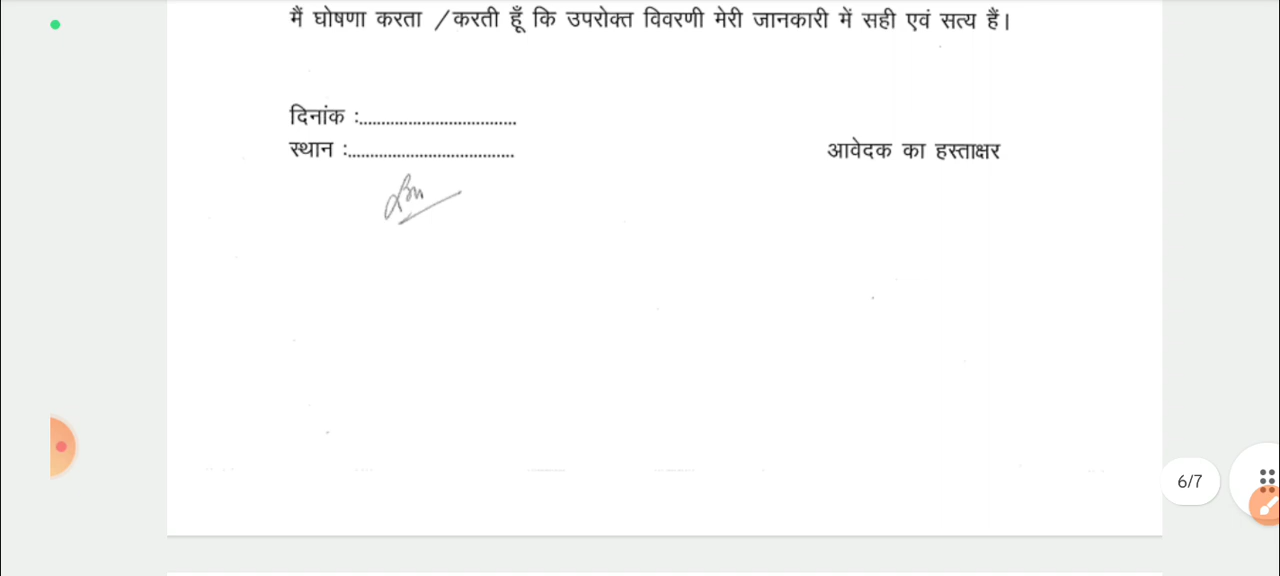 मैं घोषणा करता /करती हूँ कि उपरोक्त विवरणी मेरी जानकारी में सही एवं सत्य हैं।
दिनांक :...................................
स्थान :.....................................
आवेदक का हस्ताक्षर
6/7